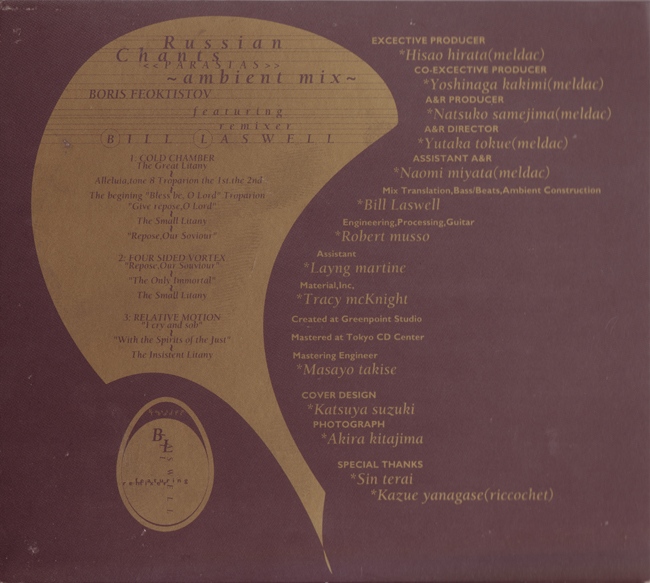 Russian
Chants
<<PARASTAS>>
~ambient mix~
BORIS FEOKTISTOV
featuring
remixer
BILL LASWELL
1. COLD CHAMBER
The Great Litany
Alleluia,tone 8 Troparion the 1st,the 2nd
The begining "Bless be, O Lord" Troparion
"Give repose,O Lord"
The Small Litany
"Repose,Our Saviour"
2. FOUR SIDED VORTEX
"Repose,Our Souviour"
"The Only Immortal"
The Small Litany
3. RELATIVE MOTION
"I cry and sob"
"With the Spirits of the Just"
The Insistent Litany
BL
featuring
EXCECTIVE PRODUCER
*Hisao hirata(meldac)
CO-EXCECTIVE PRODUCER
*Yoshinaga kakimi(meldac)
A&R PRODUCER
*Natsuko samejima(meldac)
A&R DIRECTOR
*Yutaka tokue(meldac)
ASSISTANT A&R
*Naomi miyata(meldac)
Mix Translation,Bass/Beats,Ambient Construction
*Bill Laswell
Engineering,Processing,Guitar
*Robert musso
Assistant
*Layng martine
Material,Inc,
*Tracy mcKnight
Created at Greenpoint Studio
Mastered at Tokyo CD Center
Mastering Engineer
*Masayo takise
COVER DESIGN
*Katsuya suzuki
PHOTOGRAPH
*Akira kitajima
SPECIAL THANKS
*Sin terai
*Kazue yanagase(riccochet)